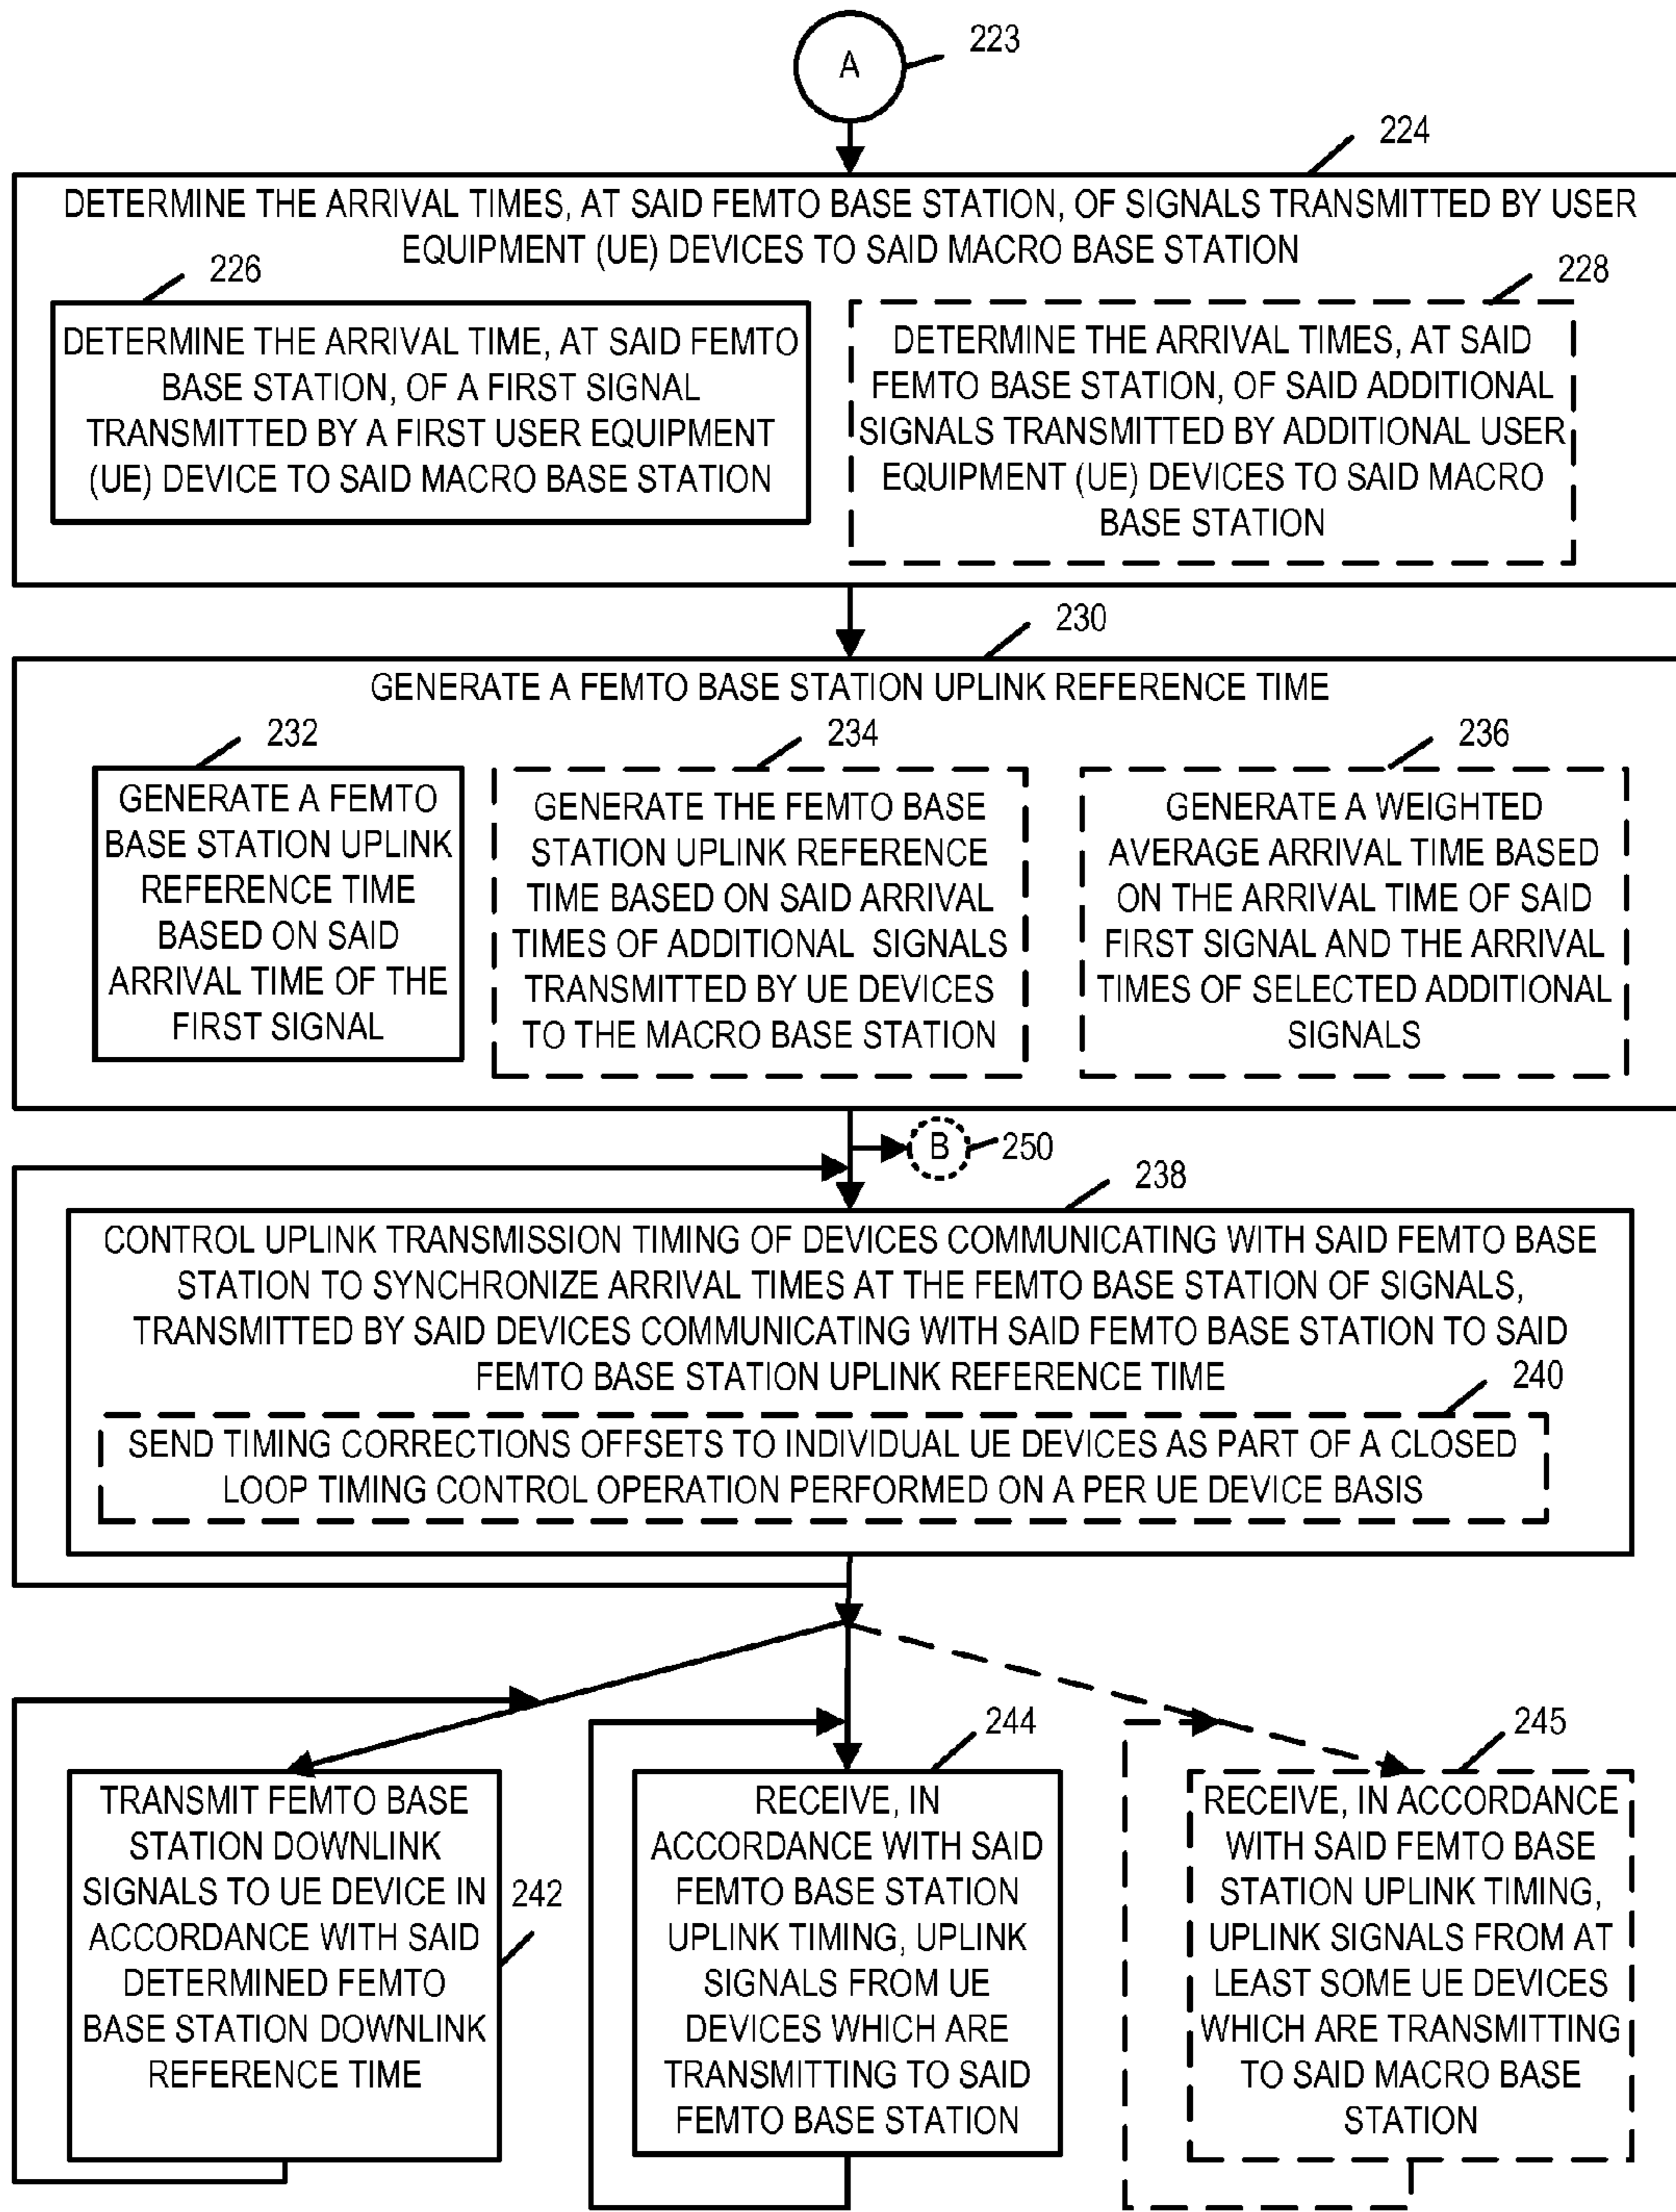 A
223
224
DETERMINE THE ARRIVAL TIMES, AT SAID FEMTO BASE STATION, OF SIGNALS TRANSMITTED BY USER
EQUIPMENT (UE) DEVICES TO SAID MACRO BASE STATION
226
DETERMINE THE ARRIVAL TIME, AT SAID FEMTO
BASE STATION, OF A FIRST SIGNAL
TRANSMITTED BY A FIRST USER EQUIPMENT
(UE) DEVICE TO SAID MACRO BASE STATION
228
DETERMINE THE ARRIVAL TIMES, AT SAID
FEMTO BASE STATION, OF SAID ADDITIONAL
SIGNALS TRANSMITTED BY ADDITIONAL USER
EQUIPMENT (UE) DEVICES TO SAID MACRO
BASE STATION
230
GENERATE A FEMTO BASE STATION UPLINK REFERENCE TIME
232
GENERATE A FEMTO
BASE STATION UPLINK
REFERENCE TIME
BASED ON SAID
ARRIVAL TIME OF THE
FIRST SIGNAL
234
GENERATE THE FEMTO BASE
STATION UPLINK REFERENCE
TIME BASED ON SAID ARRIVAL
TIMES OF ADDITIONAL SIGNALS
TRANSMITTED BY UE DEVICES
TO THE MACRO BASE STATION
236
GENERATE A WEIGHTED
AVERAGE ARRIVAL TIME BASED
ON THE ARRIVAL TIME OF SAID
FIRST SIGNAL AND THE ARRIVAL
TIMES OF SELECTED ADDITIONAL
SIGNALS
B
250
238
CONTROL UPLINK TRANSMISSION TIMING OF DEVICES COMMUNICATING WITH SAID FEMTO BASE
STATION TO SYNCHRONIZE ARRIVAL TIMES AT THE FEMTO BASE STATION OF SIGNALS,
TRANSMITTED BY SAID DEVICES COMMUNICATING WITH SAID FEMTO BASE STATION TO SAID
FEMTO BASE STATION UPLINK REFERENCE TIME
240
SEND TIMING CORRECTIONS OFFSETS TO INDIVIDUAL UE DEVICES AS PART OF A CLOSED
LOOP TIMING CONTROL OPERATION PERFORMED ON A PER UE DEVICE BASIS
TRANSMIT FEMTO BASE
STATION DOWNLINK
SIGNALS TO UE DEVICE IN
ACCORDANCE WITH SAID
DETERMINED FEMTO
BASE STATION DOWNLINK
REFERENCE TIME
242
244
RECEIVE, IN
ACCORDANCE WITH SAID
FEMTO BASE STATION
UPLINK TIMING, UPLINK
SIGNALS FROM UE
DEVICES WHICH ARE
TRANSMITTING TO SAID
FEMTO BASE STATION
245
RECEIVE, IN ACCORDANCE
WITH SAID FEMTO BASE
STATION UPLINK TIMING,
UPLINK SIGNALS FROM AT
LEAST SOME UE DEVICES
WHICH ARE TRANSMITTING
TO SAID MACRO BASE
STATION